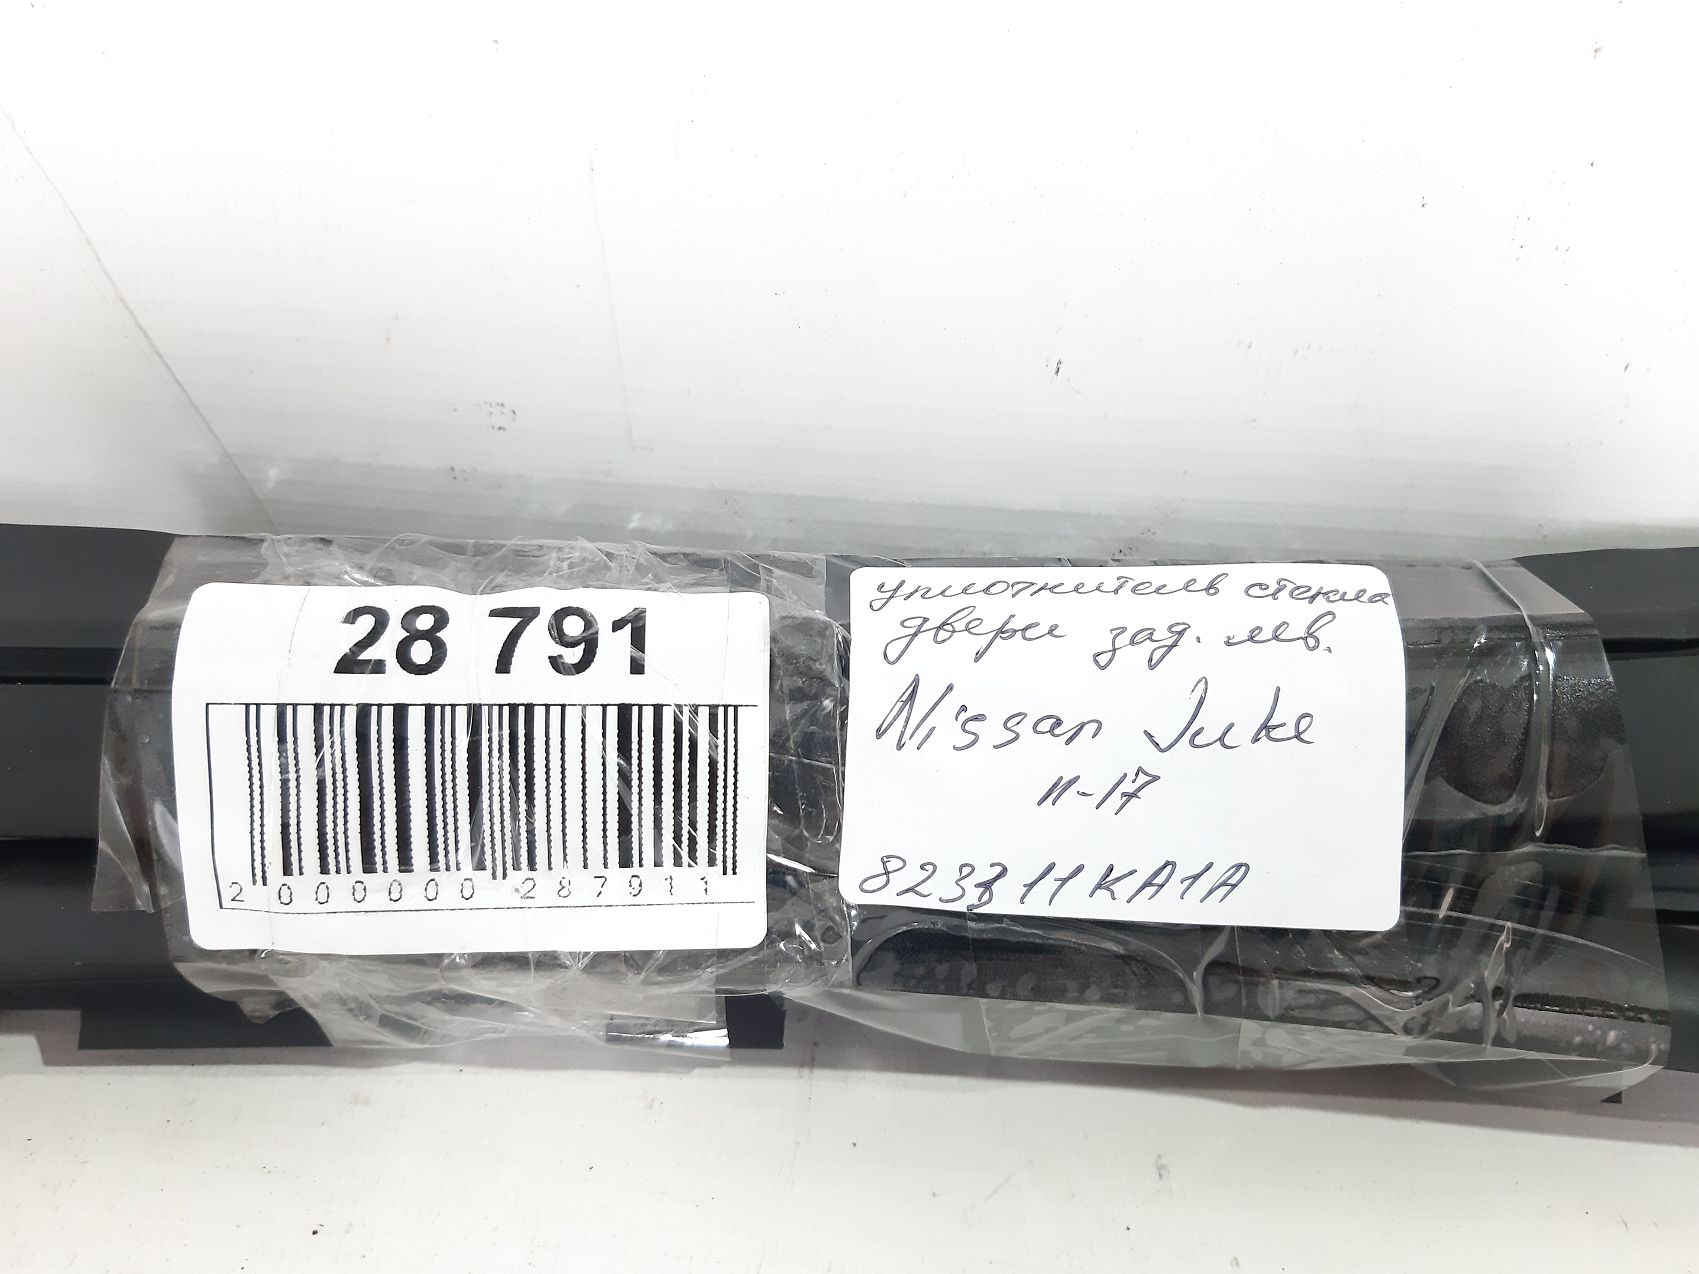 28 791
2 000000 287911
уплотнитель стекла
двери зад. лев.
Nissan Juke
11-17
823311KA1A